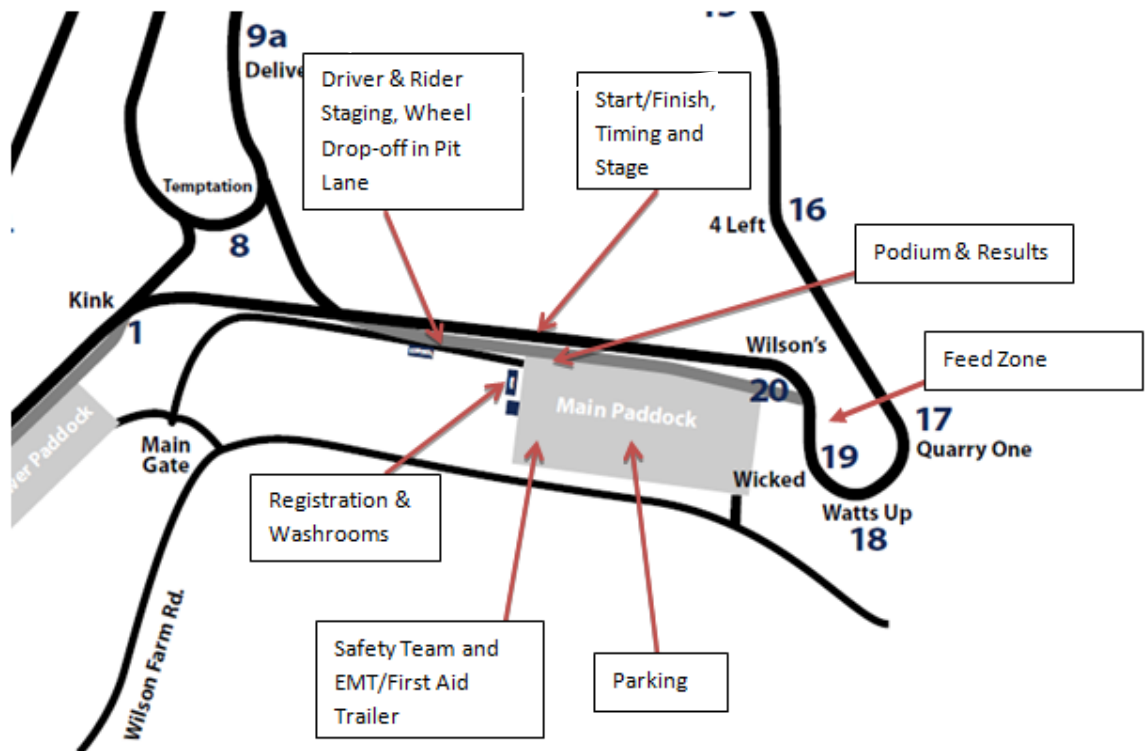 9a
Driver & Rider
Staging, Wheel
Drop-off in Pit
Lane
Start/Finish,
Timing and
Stage
Temptation
8
4 Left
16
Podium & Results
Kink
1
Wilson's
20
Feed Zone
Main Paddock
17
Quarry One
Main
Gate
19
Wicked
Registration &
Washrooms
Watts Up
18
Wilson Farm Rd.
Safety Team and
EMT/First Aid
Trailer
Parking
Paddock